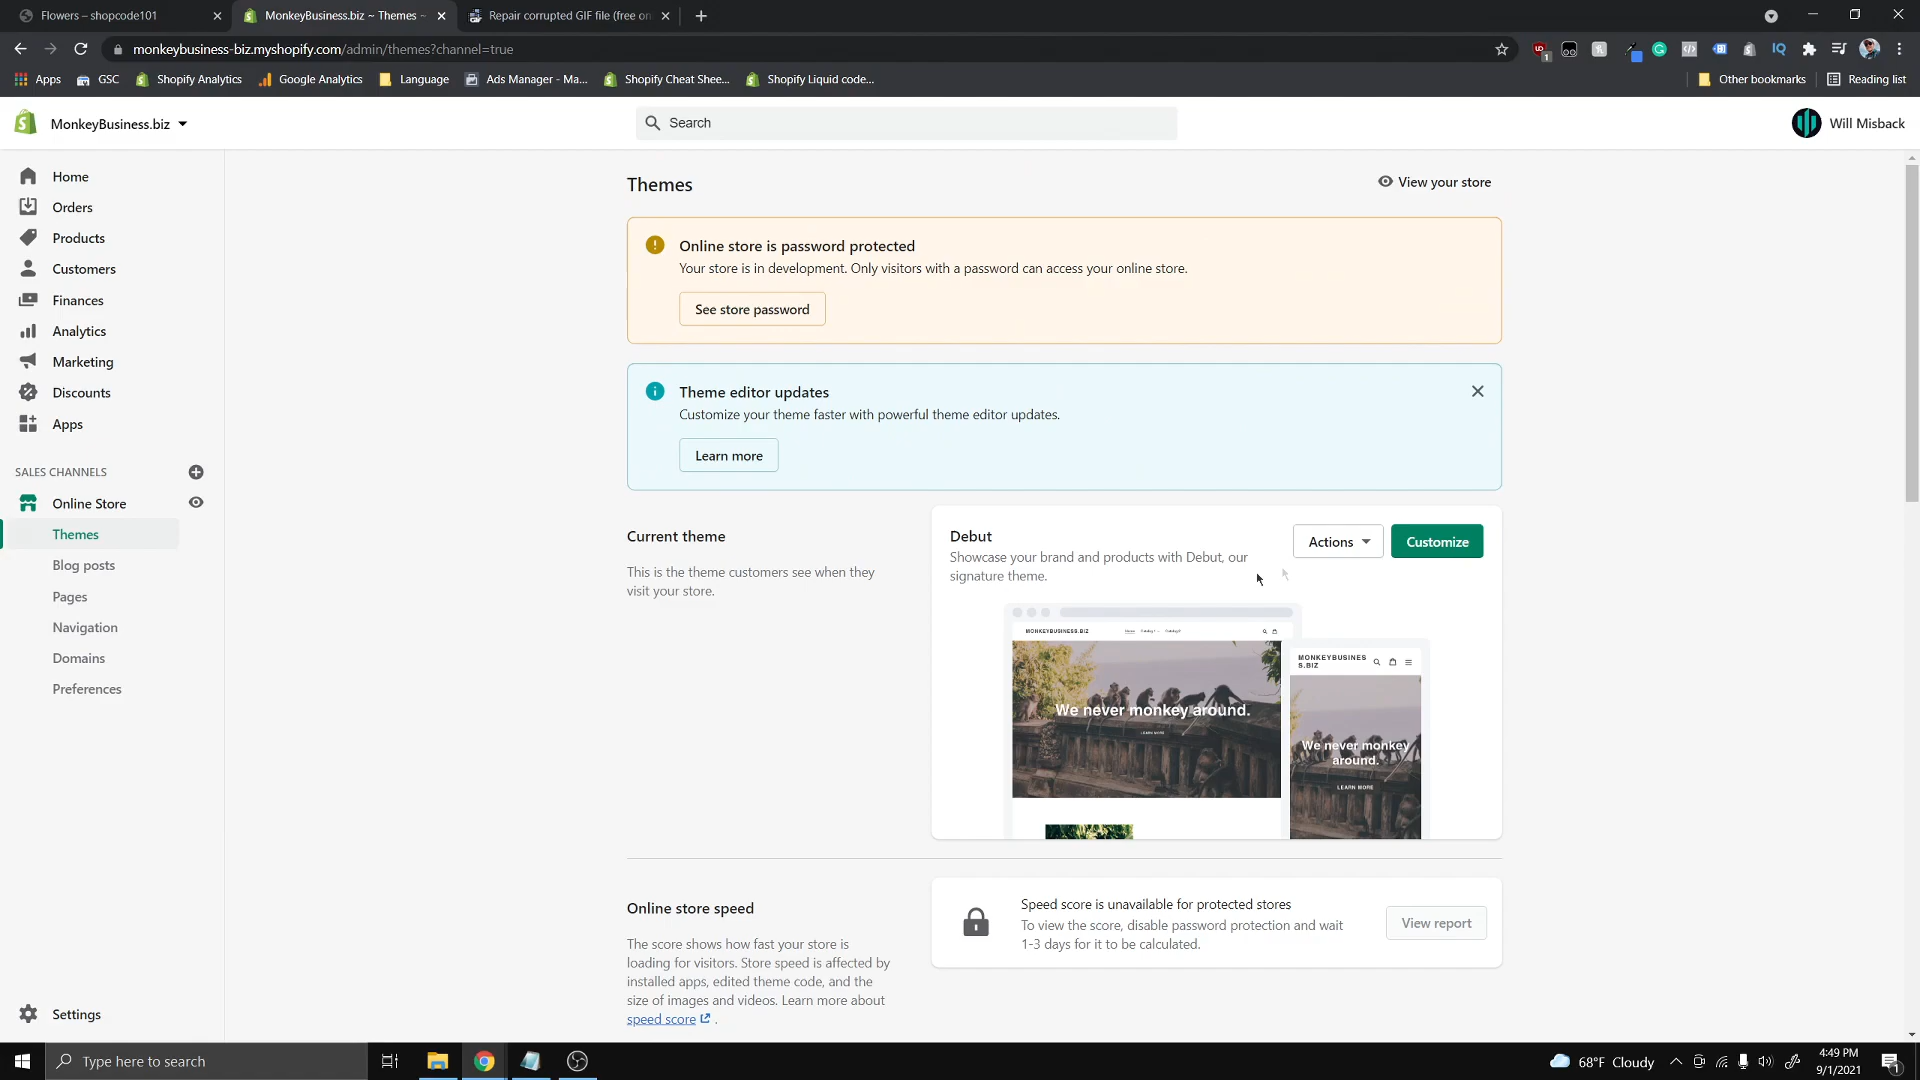 Flowers – shopcode101
MonkeyBusiness.biz ~ Themes ~
Repair corrupted GIF file (free on
monkeybusiness-biz.myshopify.com/admin/themes?channel=true
Apps
GSC
Shopify Analytics
Google Analytics
Language
Ads Manager - Ma...
Shopify Cheat Shee...
Shopify Liquid code...
Other bookmarks
Reading list
MonkeyBusiness.biz
Search
Will Misback
Home
Orders
Products
Customers
Finances
Analytics
Marketing
Discounts
Apps
SALES CHANNELS
Online Store
Themes
Blog posts
Pages
Navigation
Domains
Preferences
Settings
Themes
View your store
Online store is password protected
Your store is in development. Only visitors with a password can access your online store.
See store password
Theme editor updates
Customize your theme faster with powerful theme editor updates.
Learn more
Current theme
This is the theme customers see when they
visit your store.
Debut
Showcase your brand and products with Debut, our
signature theme.
Actions
Customize
MONKEYBUSINESS.BIZ
We never monkey around.
LEARN MORE
MONKEYBUSINES
S.BIZ
We never monkey
around.
LEARN MORE
Online store speed
The score shows how fast your store is
loading for visitors. Store speed is affected by
installed apps, edited theme code, and the
size of images and videos. Learn more about
speed score .
Speed score is unavailable for protected stores
To view the score, disable password protection and wait
1-3 days for it to be calculated.
View report
Type here to search
68°F Cloudy
4:49 PM
9/1/2021